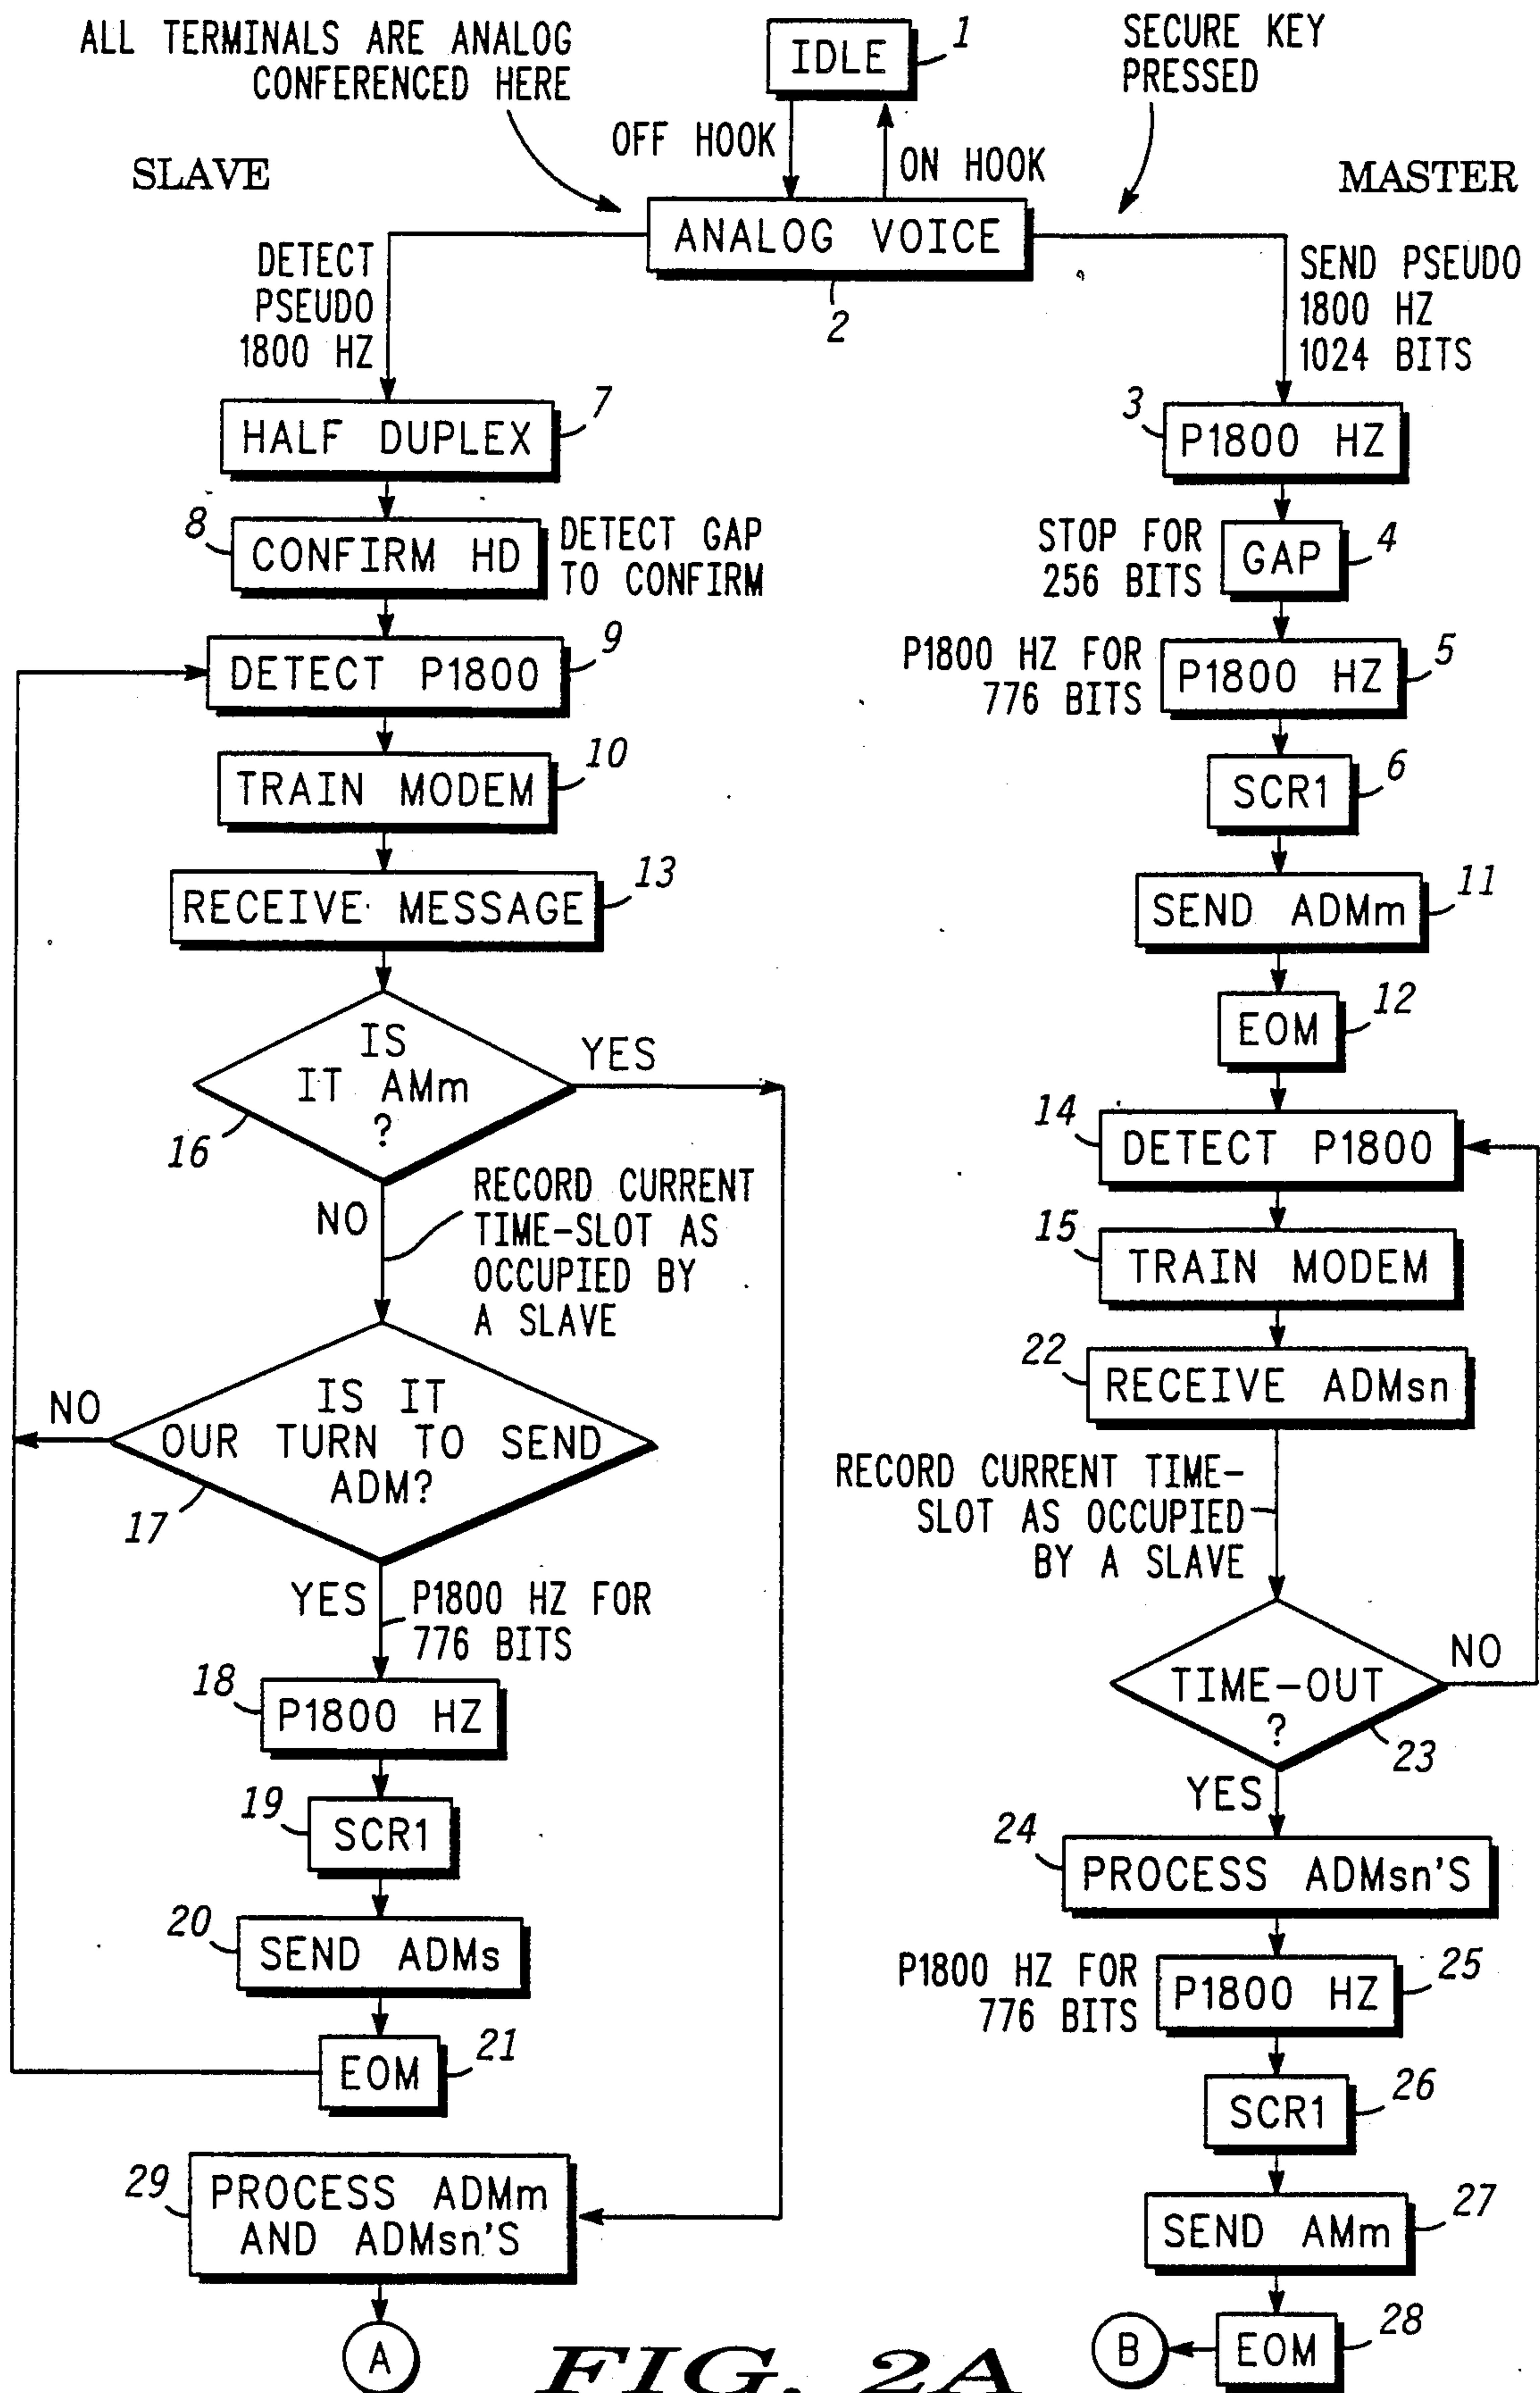 ALL TERMINALS ARE ANALOG
CONFERENCED HERE
IDLE
1
SECURE KEY
PRESSED
OFF HOOK
ON HOOK
SLAVE
MASTER
ANALOG VOICE
2
DETECT
PSEUDO
1800 HZ
SEND PSEUDO
1800 HZ
1024 BITS
HALF DUPLEX
7
8
CONFIRM HD
DETECT GAP
TO CONFIRM
DETECT P1800
9
TRAIN MODEM
10
RECEIVE MESSAGE
13
IS
IT AMm
?
16
YES
NO
RECORD CURRENT
TIME-SLOT AS
OCCUPIED BY
A SLAVE
IS IT
OUR TURN TO SEND
ADM?
17
NO
YES
P1800 HZ FOR
776 BITS
18
P1800 HZ
19
SCR1
20
SEND ADMs
EOM
21
29
PROCESS ADMm
AND ADMsn'S
A
3
P1800 HZ
STOP FOR
256 BITS
GAP
4
P1800 HZ FOR
776 BITS
P1800 HZ
5
SCR1
6
SEND ADMm
11
EOM
12
14
DETECT P1800
15
TRAIN MODEM
22
RECEIVE ADMsn
RECORD CURRENT TIME-
SLOT AS OCCUPIED
BY A SLAVE
TIME-OUT
?
23
NO
YES
24
PROCESS ADMsn'S
P1800 HZ FOR
776 BITS
P1800 HZ
25
SCR1
26
SEND AMm
27
EOM
28
B
FIG. 2A